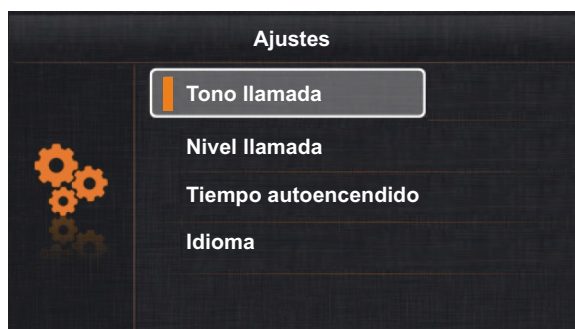 Ajustes
Tono llamada
Nivel llamada
Tiempo autoencendido
Idioma